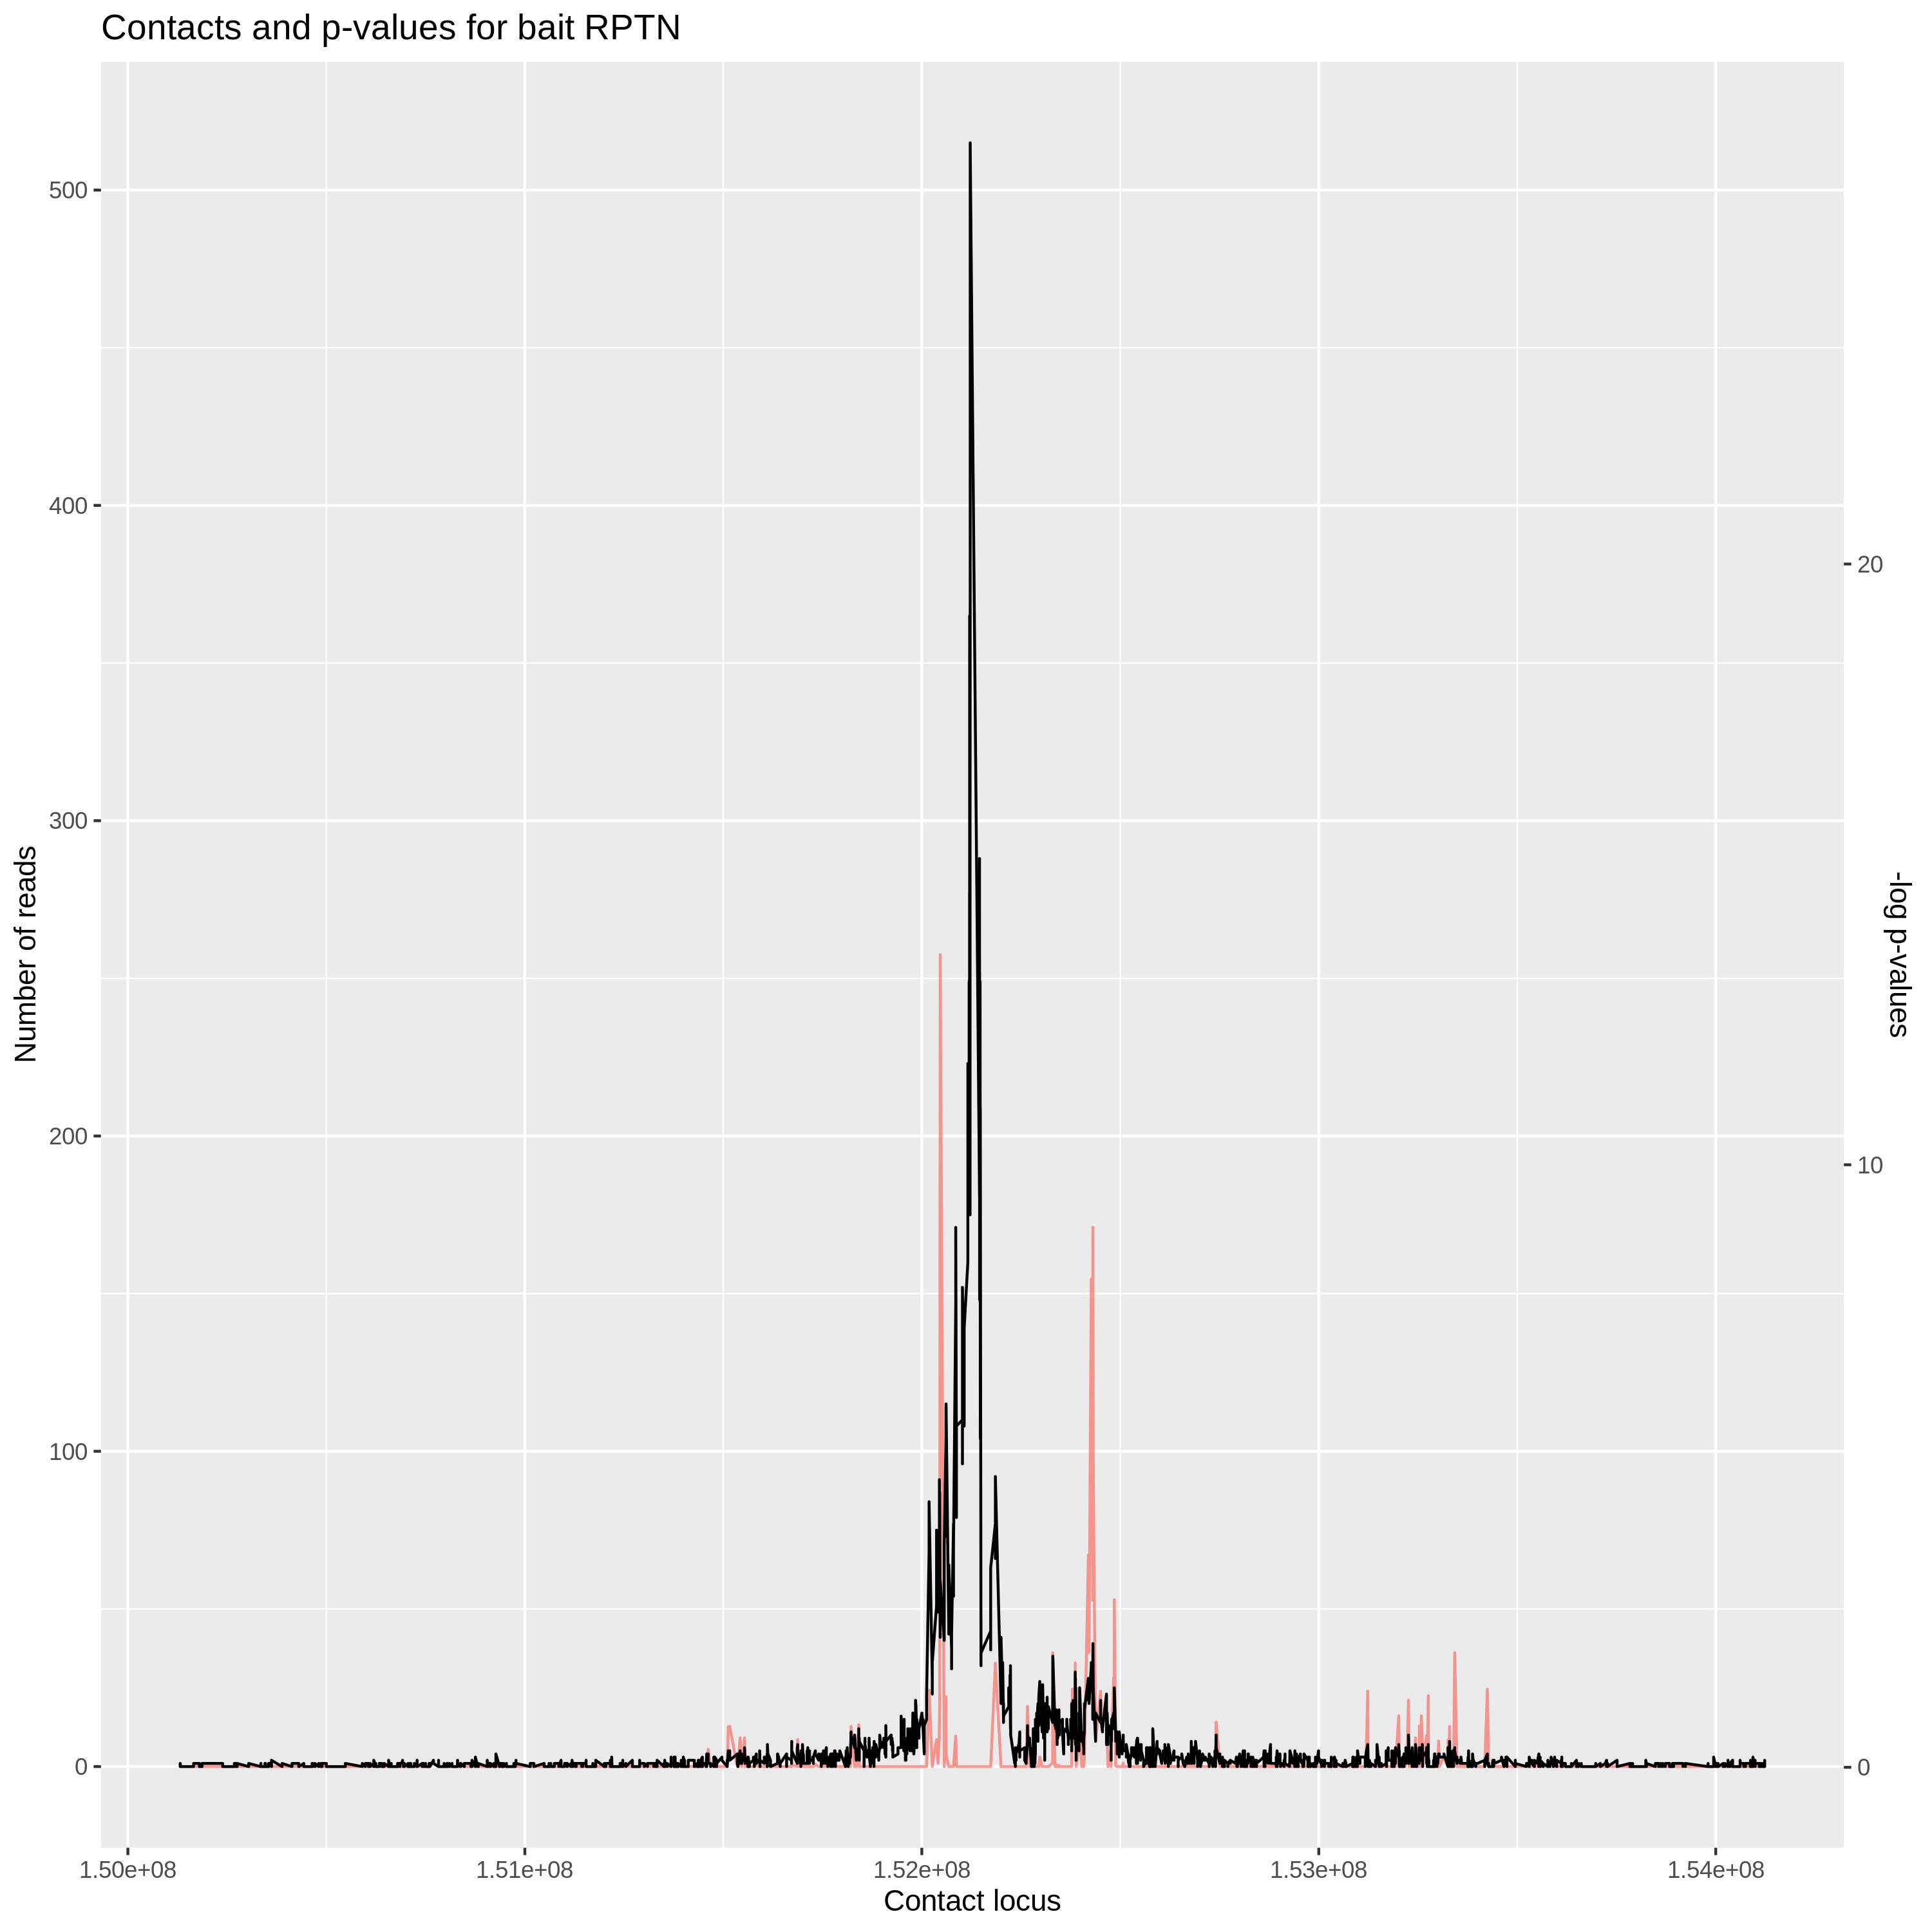 Contacts and p-values for bait RPTN
500
400
300
200
100
0
20
10
0
Number of reads
-log p-values
1.50e+08
1.51e+08
1.52e+08
1.53e+08
1.54e+08
Contact locus